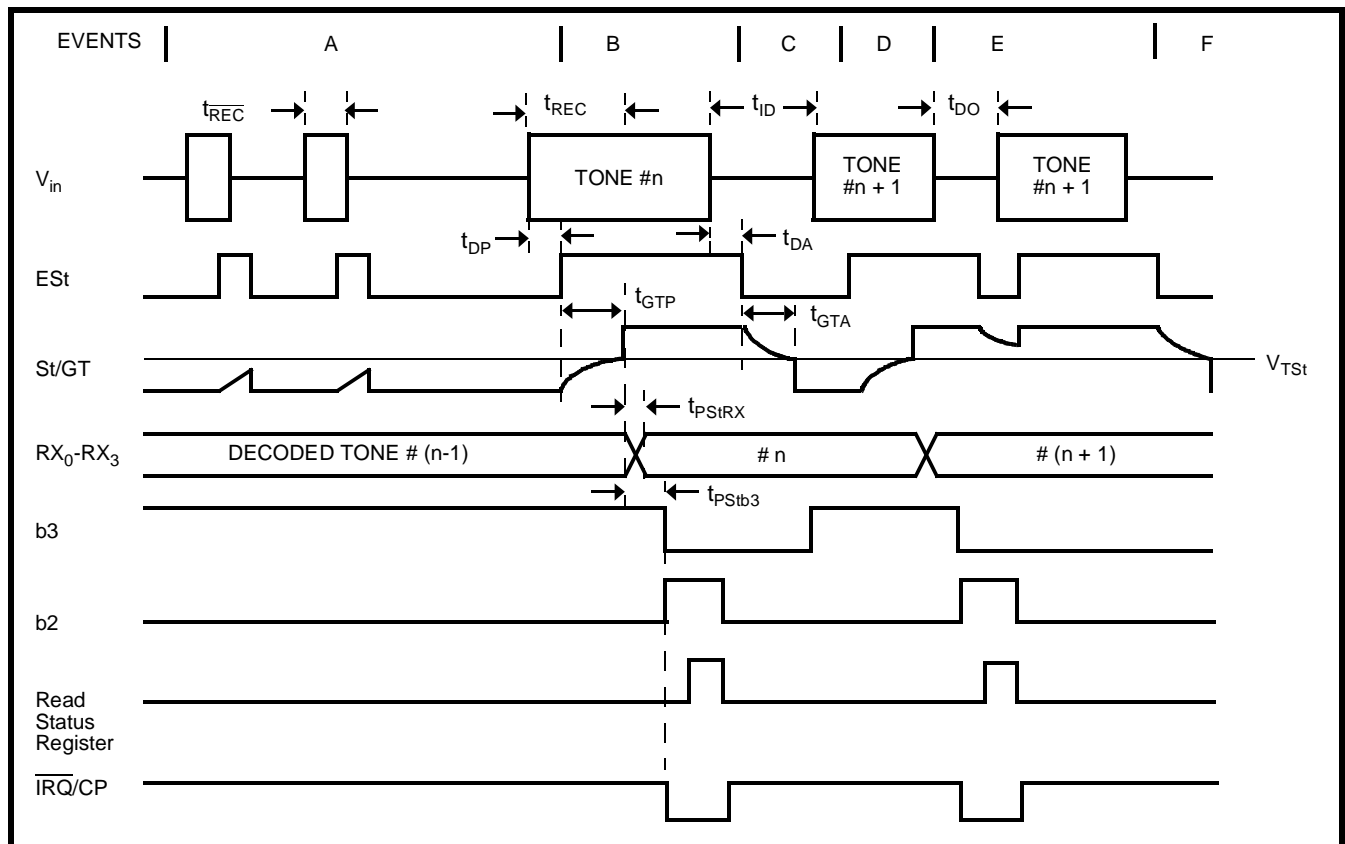 EVENTS A B C D E F
tREC tREC tID tDO
Vin TONE #n TONE #n + 1 TONE #n + 1
tDP tDA
ESt
tGTP tGTA
St/GT VTSt
tPStRX
RX0-RX3 DECODED TONE # (n-1) # n # (n + 1)
tPStb3
b3
b2
Read
Status
Register
IRQ/CP